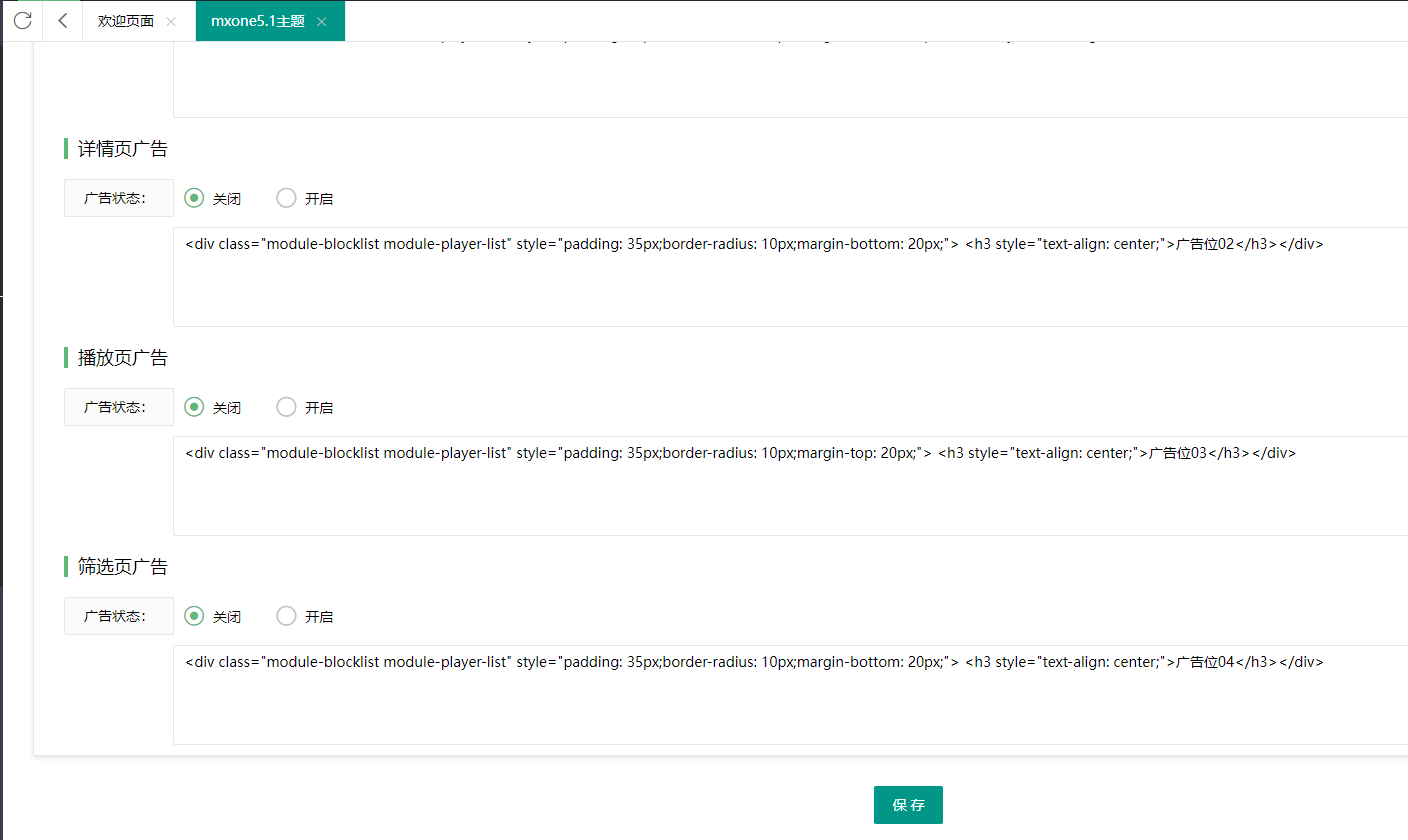 欢迎页面
mxone5.1主题
详情页广告
广告状态：
关闭
开启
<div class="module-blocklist module-player-list" style="padding: 35px;border-radius: 10px;margin-bottom: 20px;"> <h3 style="text-align: center;">广告位02</h3></div>
播放页广告
广告状态：
关闭
开启
<div class="module-blocklist module-player-list" style="padding: 35px;border-radius: 10px;margin-top: 20px;"> <h3 style="text-align: center;">广告位03</h3></div>
筛选页广告
广告状态：
关闭
开启
<div class="module-blocklist module-player-list" style="padding: 35px;border-radius: 10px;margin-bottom: 20px;"> <h3 style="text-align: center;">广告位04</h3></div>
保 存